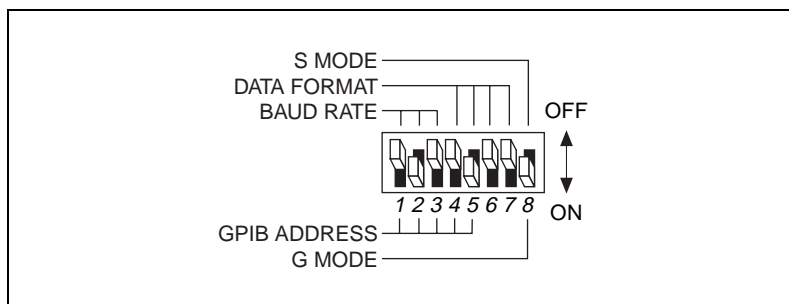 S MODE
DATA FORMAT
BAUD RATE
OFF
1 2 3 4 5 6 7 8
ON
GPIB ADDRESS
G MODE